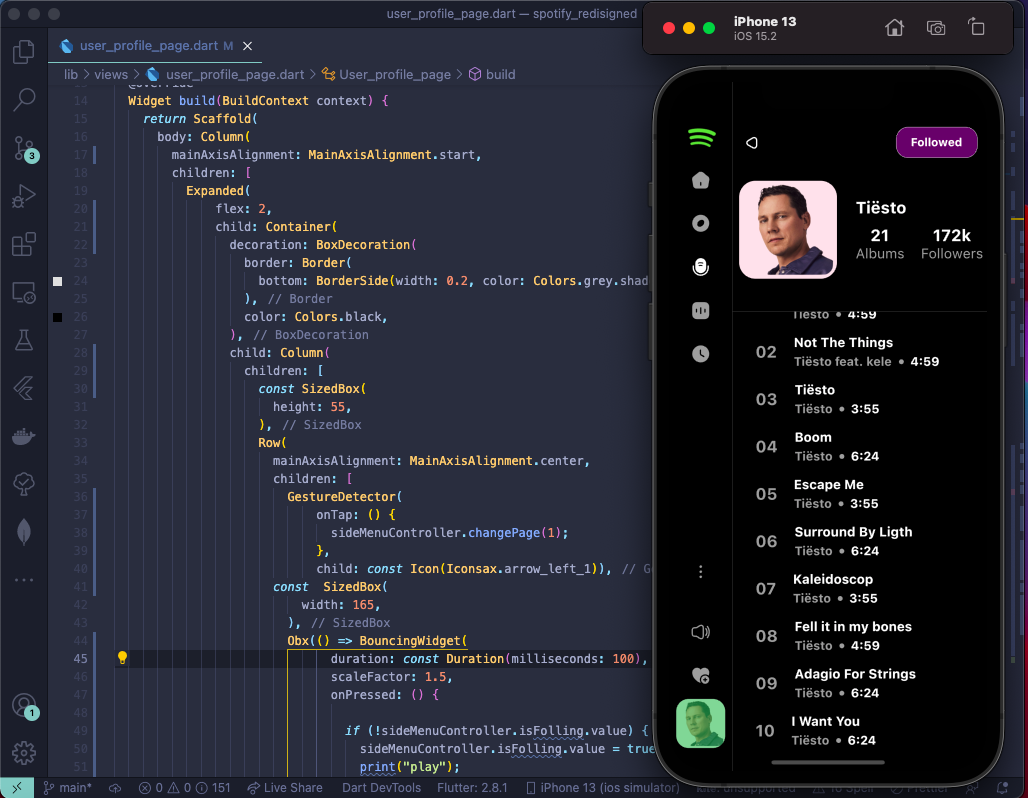 user_profile_page.dart — spotify_redisigned
user_profile_page.dart M
lib > views > user_profile_page.dart > User_profile_page > build
@override
14 Widget build(BuildContext context) {
15 return Scaffold(
16 body: Column(
17 mainAxisAlignment: MainAxisAlignment.start,
18 children: [
19 Expanded(
20 flex: 2,
21 child: Container(
22 decoration: BoxDecoration(
23 border: Border(
24 bottom: BorderSide(width: 0.2, color: Colors.grey.shad
25 ), // Border
26 color: Colors.black,
27 ), // BoxDecoration
28 child: Column(
29 children: [
30 const SizedBox(
31 height: 55,
32 ), // SizedBox
33 Row(
34 mainAxisAlignment: MainAxisAlignment.center,
35 children: [
36 GestureDetector(
37 onTap: () {
38 sideMenuController.changePage(1);
39 },
40 child: const Icon(Iconsax.arrow_left_1)), // G
41 const SizedBox(
42 width: 165,
43 ), // SizedBox
44 Obx(() => BouncingWidget(
45 duration: const Duration(milliseconds: 100),
46 scaleFactor: 1.5,
47 onPressed: () {
48
49 if (!sideMenuController.isFolling.value) {
50 sideMenuController.isFolling.value = true
51 print("play");
3
1
main* 0 0 151 Live Share Dart DevTools Flutter: 2.8.1 iPhone 13 (ios simulator) kite: unsupported 10 Spell Prettier
iPhone 13
iOS 15.2
Followed
Tiësto
21 172k
Albums Followers
Tiësto • 4:59
02 Not The Things
Tiësto feat. kele • 4:59
03 Tiësto
Tiësto • 3:55
04 Boom
Tiësto • 6:24
05 Escape Me
Tiësto • 3:55
06 Surround By Ligth
Tiësto • 6:24
07 Kaleidoscop
Tiësto • 3:55
08 Fell it in my bones
Tiësto • 4:59
09 Adagio For Strings
Tiësto • 6:24
10 I Want You
Tiësto • 6:24